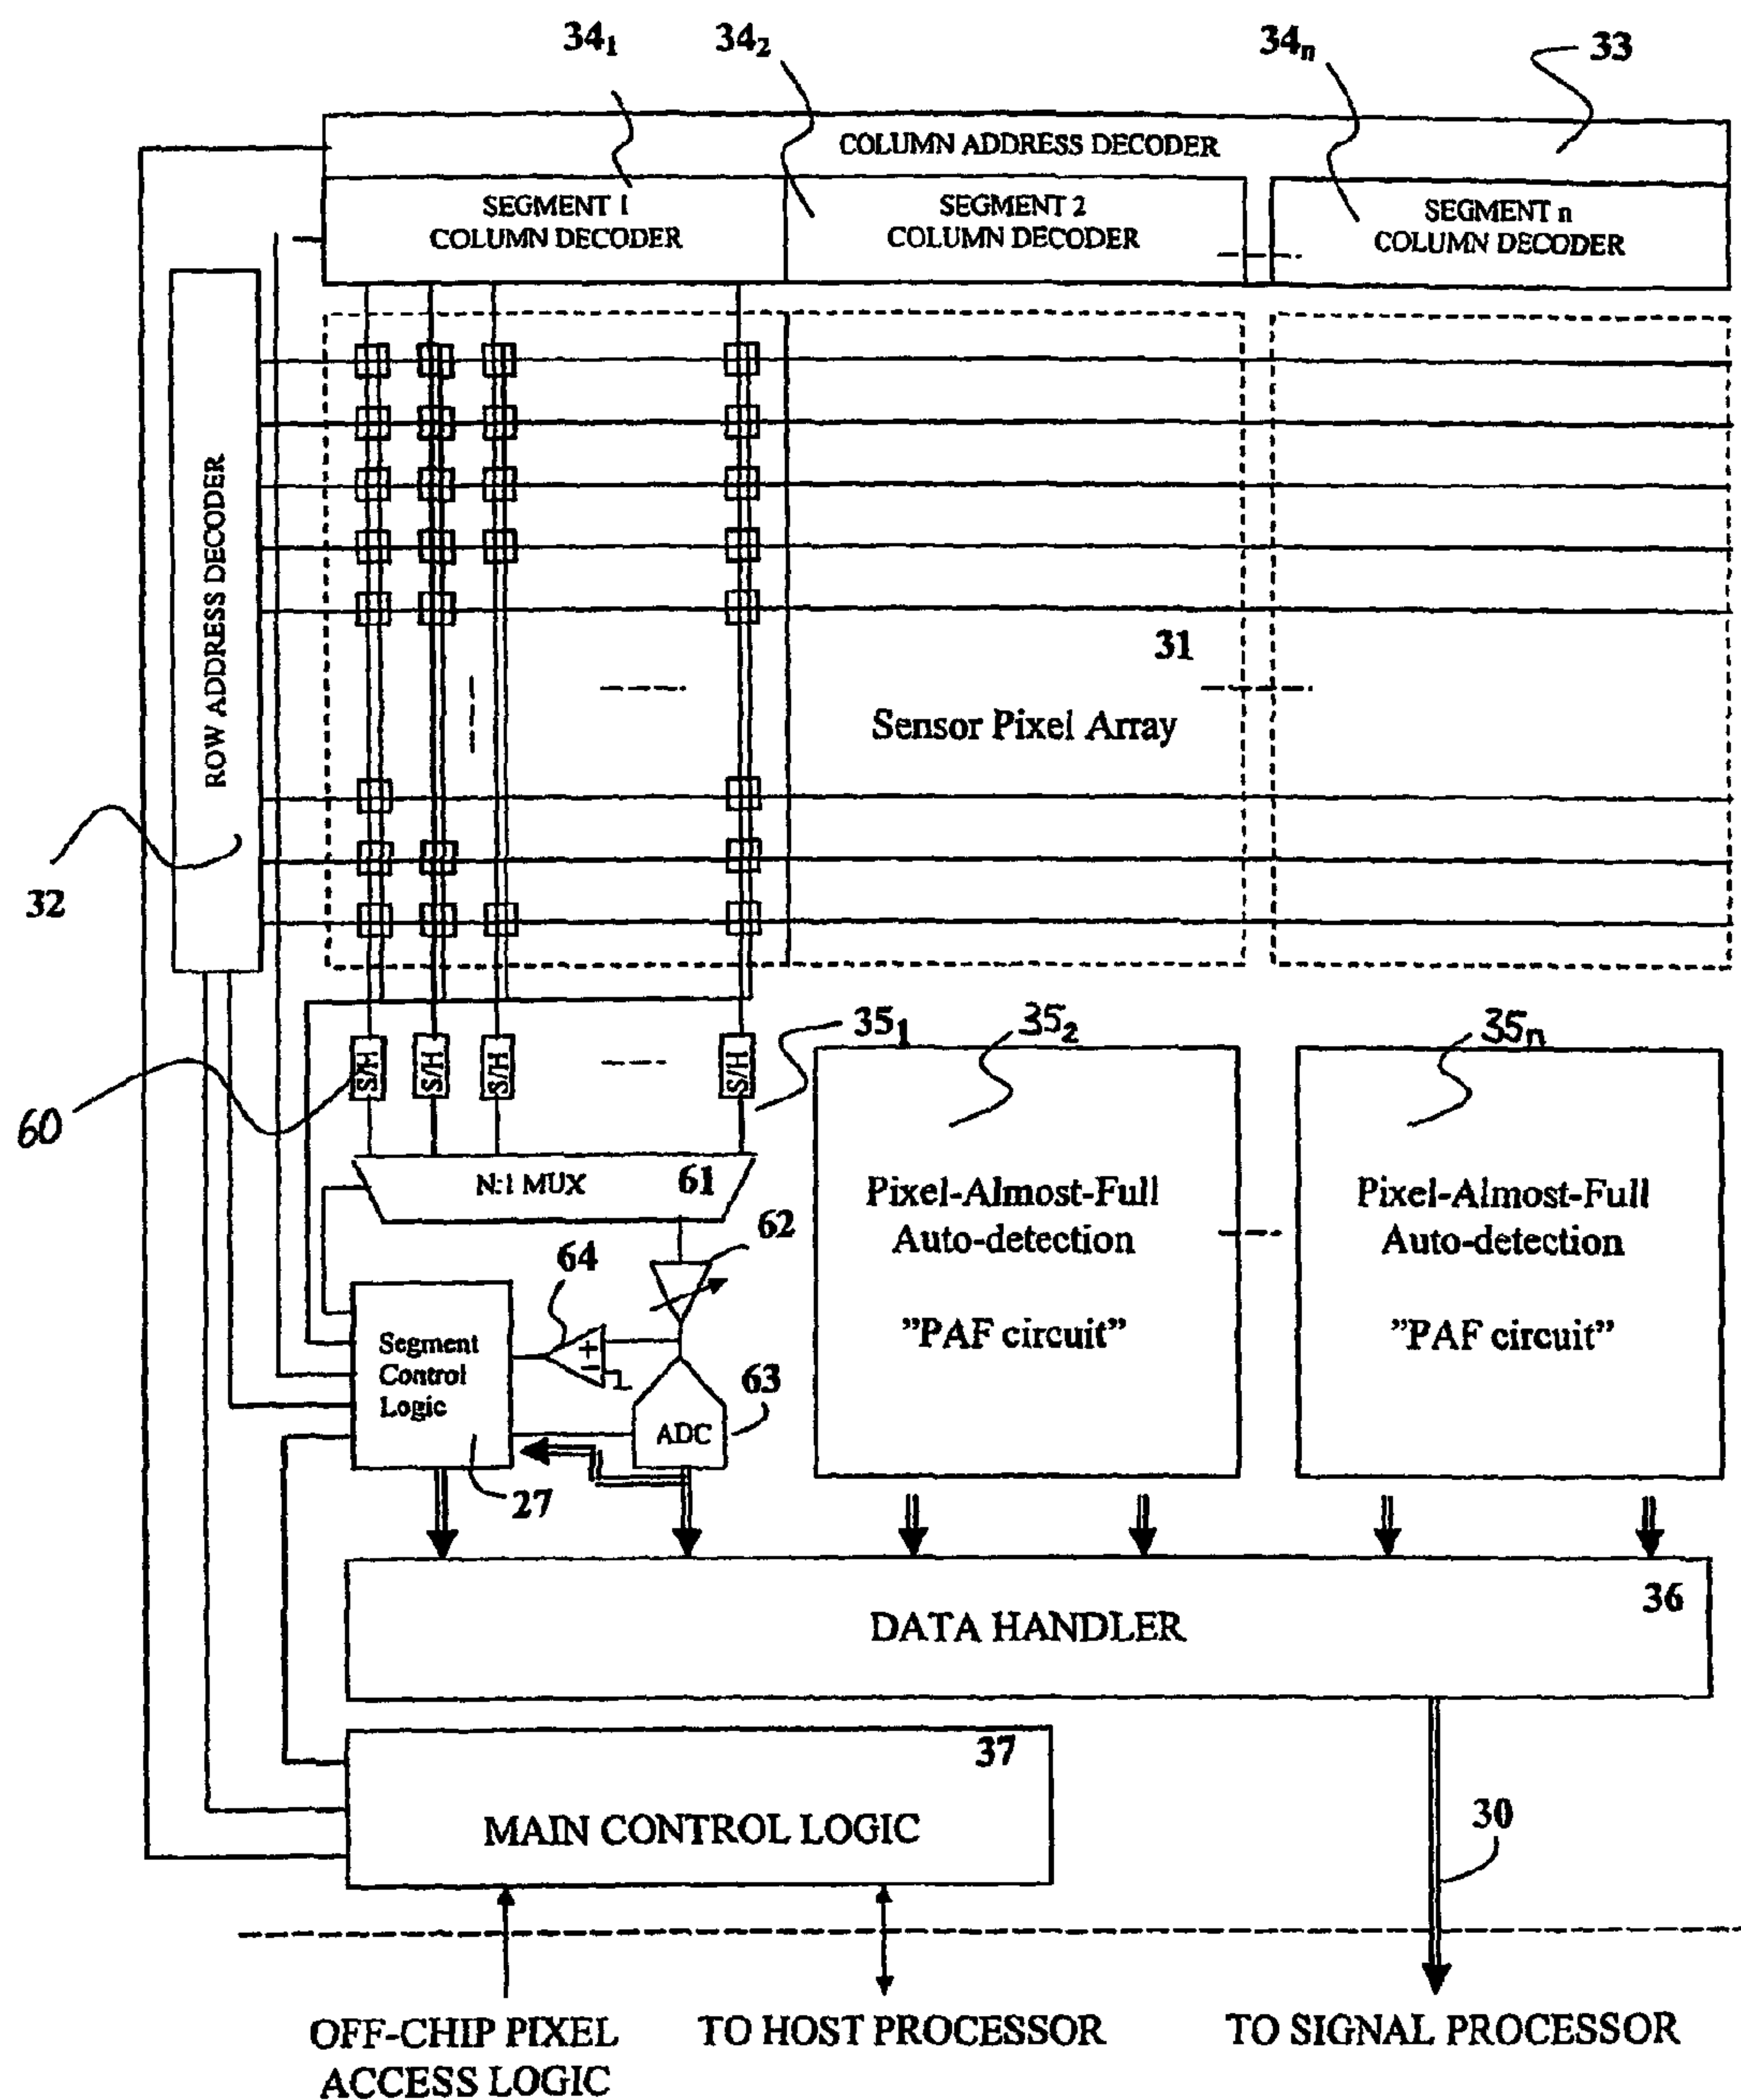 34₁ 34₂ 34ₙ 33
COLUMN ADDRESS DECODER
SEGMENT 1
COLUMN DECODER
SEGMENT 2
COLUMN DECODER
SEGMENT n
COLUMN DECODER
ROW ADDRESS DECODER
32
31
Sensor Pixel Array
60
S/H
S/H
S/H
S/H
35₁
35₂
35ₙ
N:1 MUX 61
62
64
+
−
Segment
Control
Logic
27
ADC
63
Pixel-Almost-Full
Auto-detection
"PAF circuit"
Pixel-Almost-Full
Auto-detection
"PAF circuit"
36
DATA HANDLER
37
MAIN CONTROL LOGIC
30
OFF-CHIP PIXEL
ACCESS LOGIC
TO HOST PROCESSOR
TO SIGNAL PROCESSOR